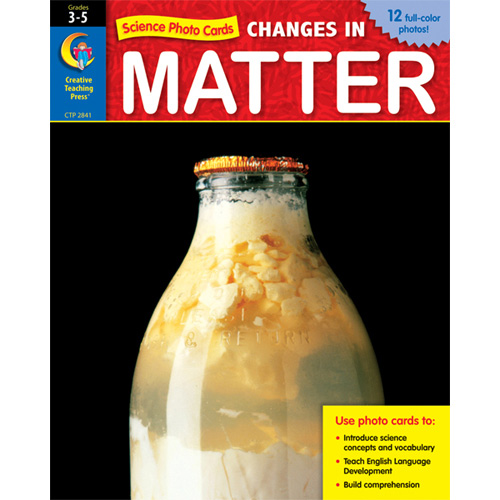 Grades
3-5
Creative
Teaching
Press
CTP 2841
Science Photo Cards
CHANGES IN
MATTER
12 full-color
photos!
& RETURN
Use photo cards to:
• Introduce science
concepts and vocabulary
• Teach English Language
Development
• Build comprehension